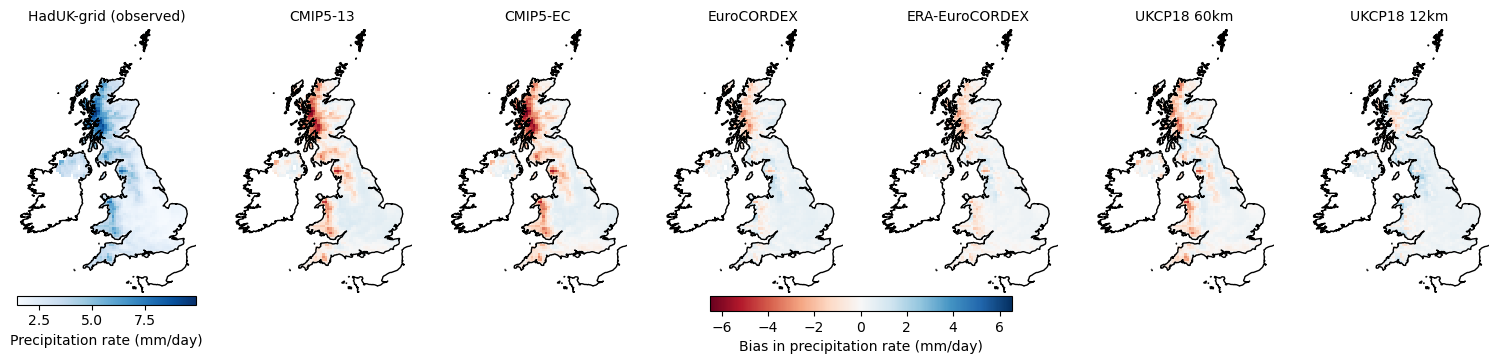 HadUK-grid (observed)
CMIP5-13
CMIP5-EC
EuroCORDEX
ERA-EuroCORDEX
UKCP18 60km
UKCP18 12km
2.5 5.0 7.5
Precipitation rate (mm/day)
−6 −4 −2 0 2 4 6
Bias in precipitation rate (mm/day)